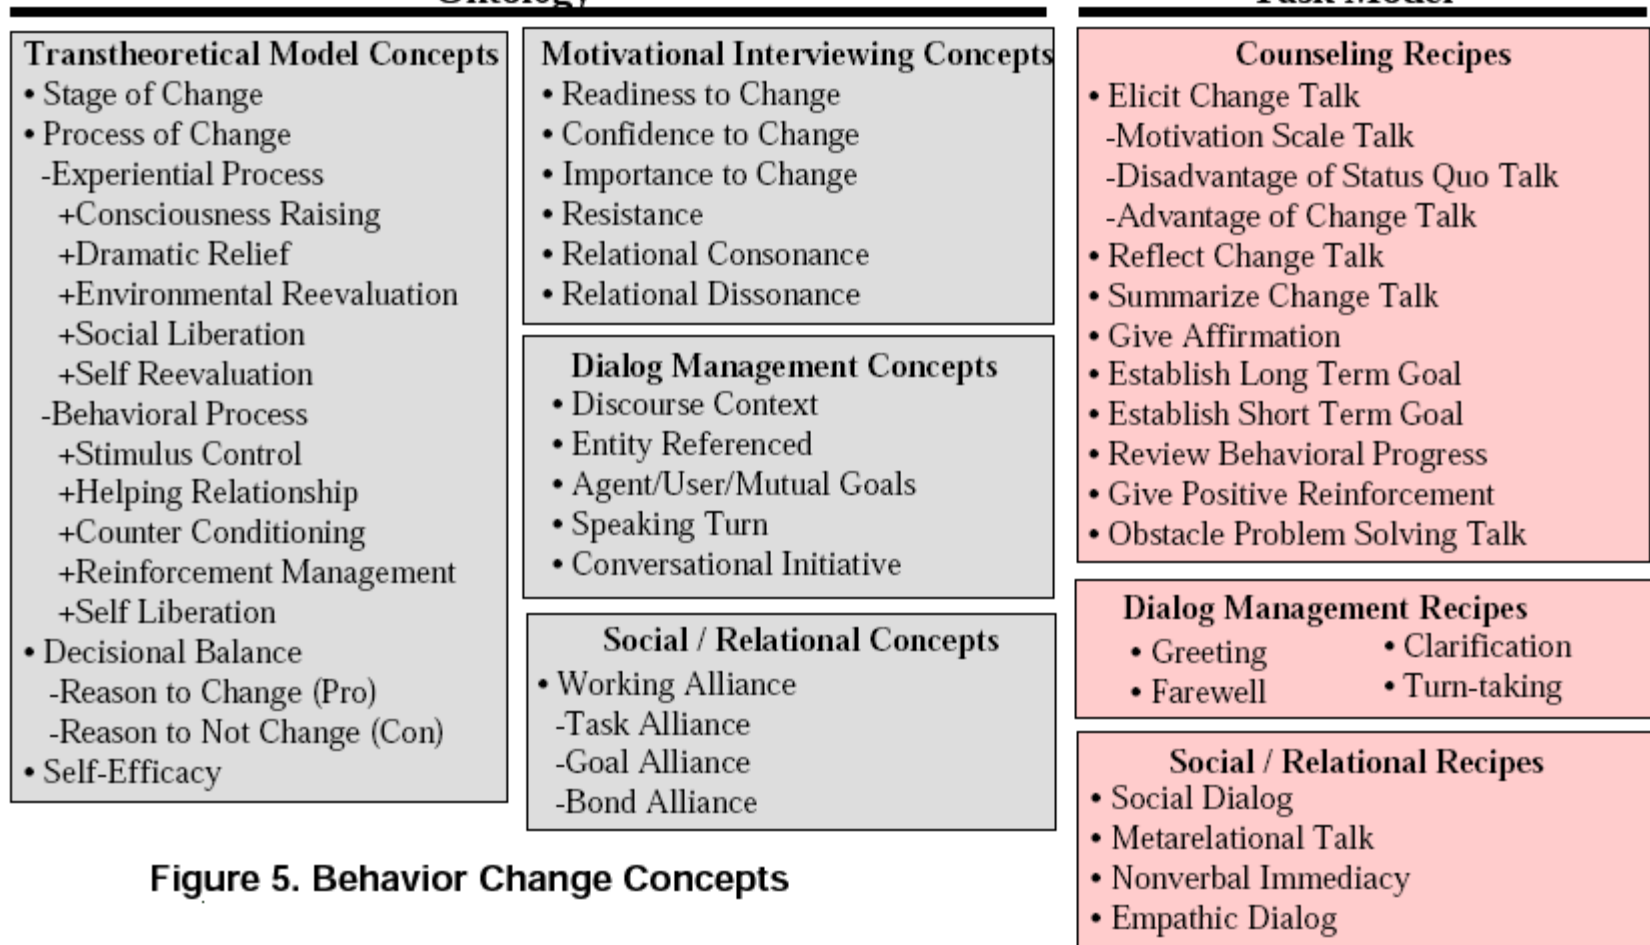 Ontology
Task Model
Transtheoretical Model Concepts
• Stage of Change
• Process of Change
-Experiential Process
+Consciousness Raising
+Dramatic Relief
+Environmental Reevaluation
+Social Liberation
+Self Reevaluation
-Behavioral Process
+Stimulus Control
+Helping Relationship
+Counter Conditioning
+Reinforcement Management
+Self Liberation
• Decisional Balance
-Reason to Change (Pro)
-Reason to Not Change (Con)
• Self-Efficacy
Motivational Interviewing Concepts
• Readiness to Change
• Confidence to Change
• Importance to Change
• Resistance
• Relational Consonance
• Relational Dissonance
Dialog Management Concepts
• Discourse Context
• Entity Referenced
• Agent/User/Mutual Goals
• Speaking Turn
• Conversational Initiative
Social / Relational Concepts
• Working Alliance
-Task Alliance
-Goal Alliance
-Bond Alliance
Counseling Recipes
• Elicit Change Talk
-Motivation Scale Talk
-Disadvantage of Status Quo Talk
-Advantage of Change Talk
• Reflect Change Talk
• Summarize Change Talk
• Give Affirmation
• Establish Long Term Goal
• Establish Short Term Goal
• Review Behavioral Progress
• Give Positive Reinforcement
• Obstacle Problem Solving Talk
Dialog Management Recipes
• Greeting
• Farewell
• Clarification
• Turn-taking
Social / Relational Recipes
• Social Dialog
• Metarelational Talk
• Nonverbal Immediacy
• Empathic Dialog
Figure 5. Behavior Change Concepts